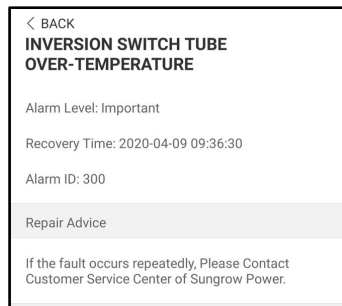 < BACK
INVERSION SWITCH TUBE
OVER-TEMPERATURE
Alarm Level: Important
Recovery Time: 2020-04-09 09:36:30
Alarm ID: 300
Repair Advice
If the fault occurs repeatedly, Please Contact
Customer Service Center of Sungrow Power.